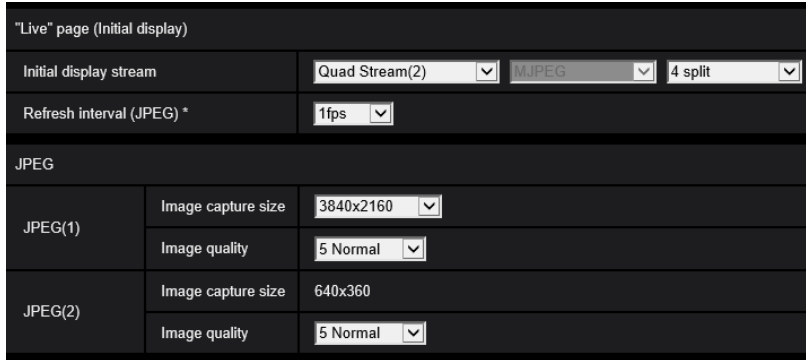 "Live" page (Initial display)
Initial display stream Quad Stream(2) MJPEG 4 split
Refresh interval (JPEG) * 1fps
JPEG
JPEG(1) Image capture size 3840x2160
Image quality 5 Normal
JPEG(2) Image capture size 640x360
Image quality 5 Normal